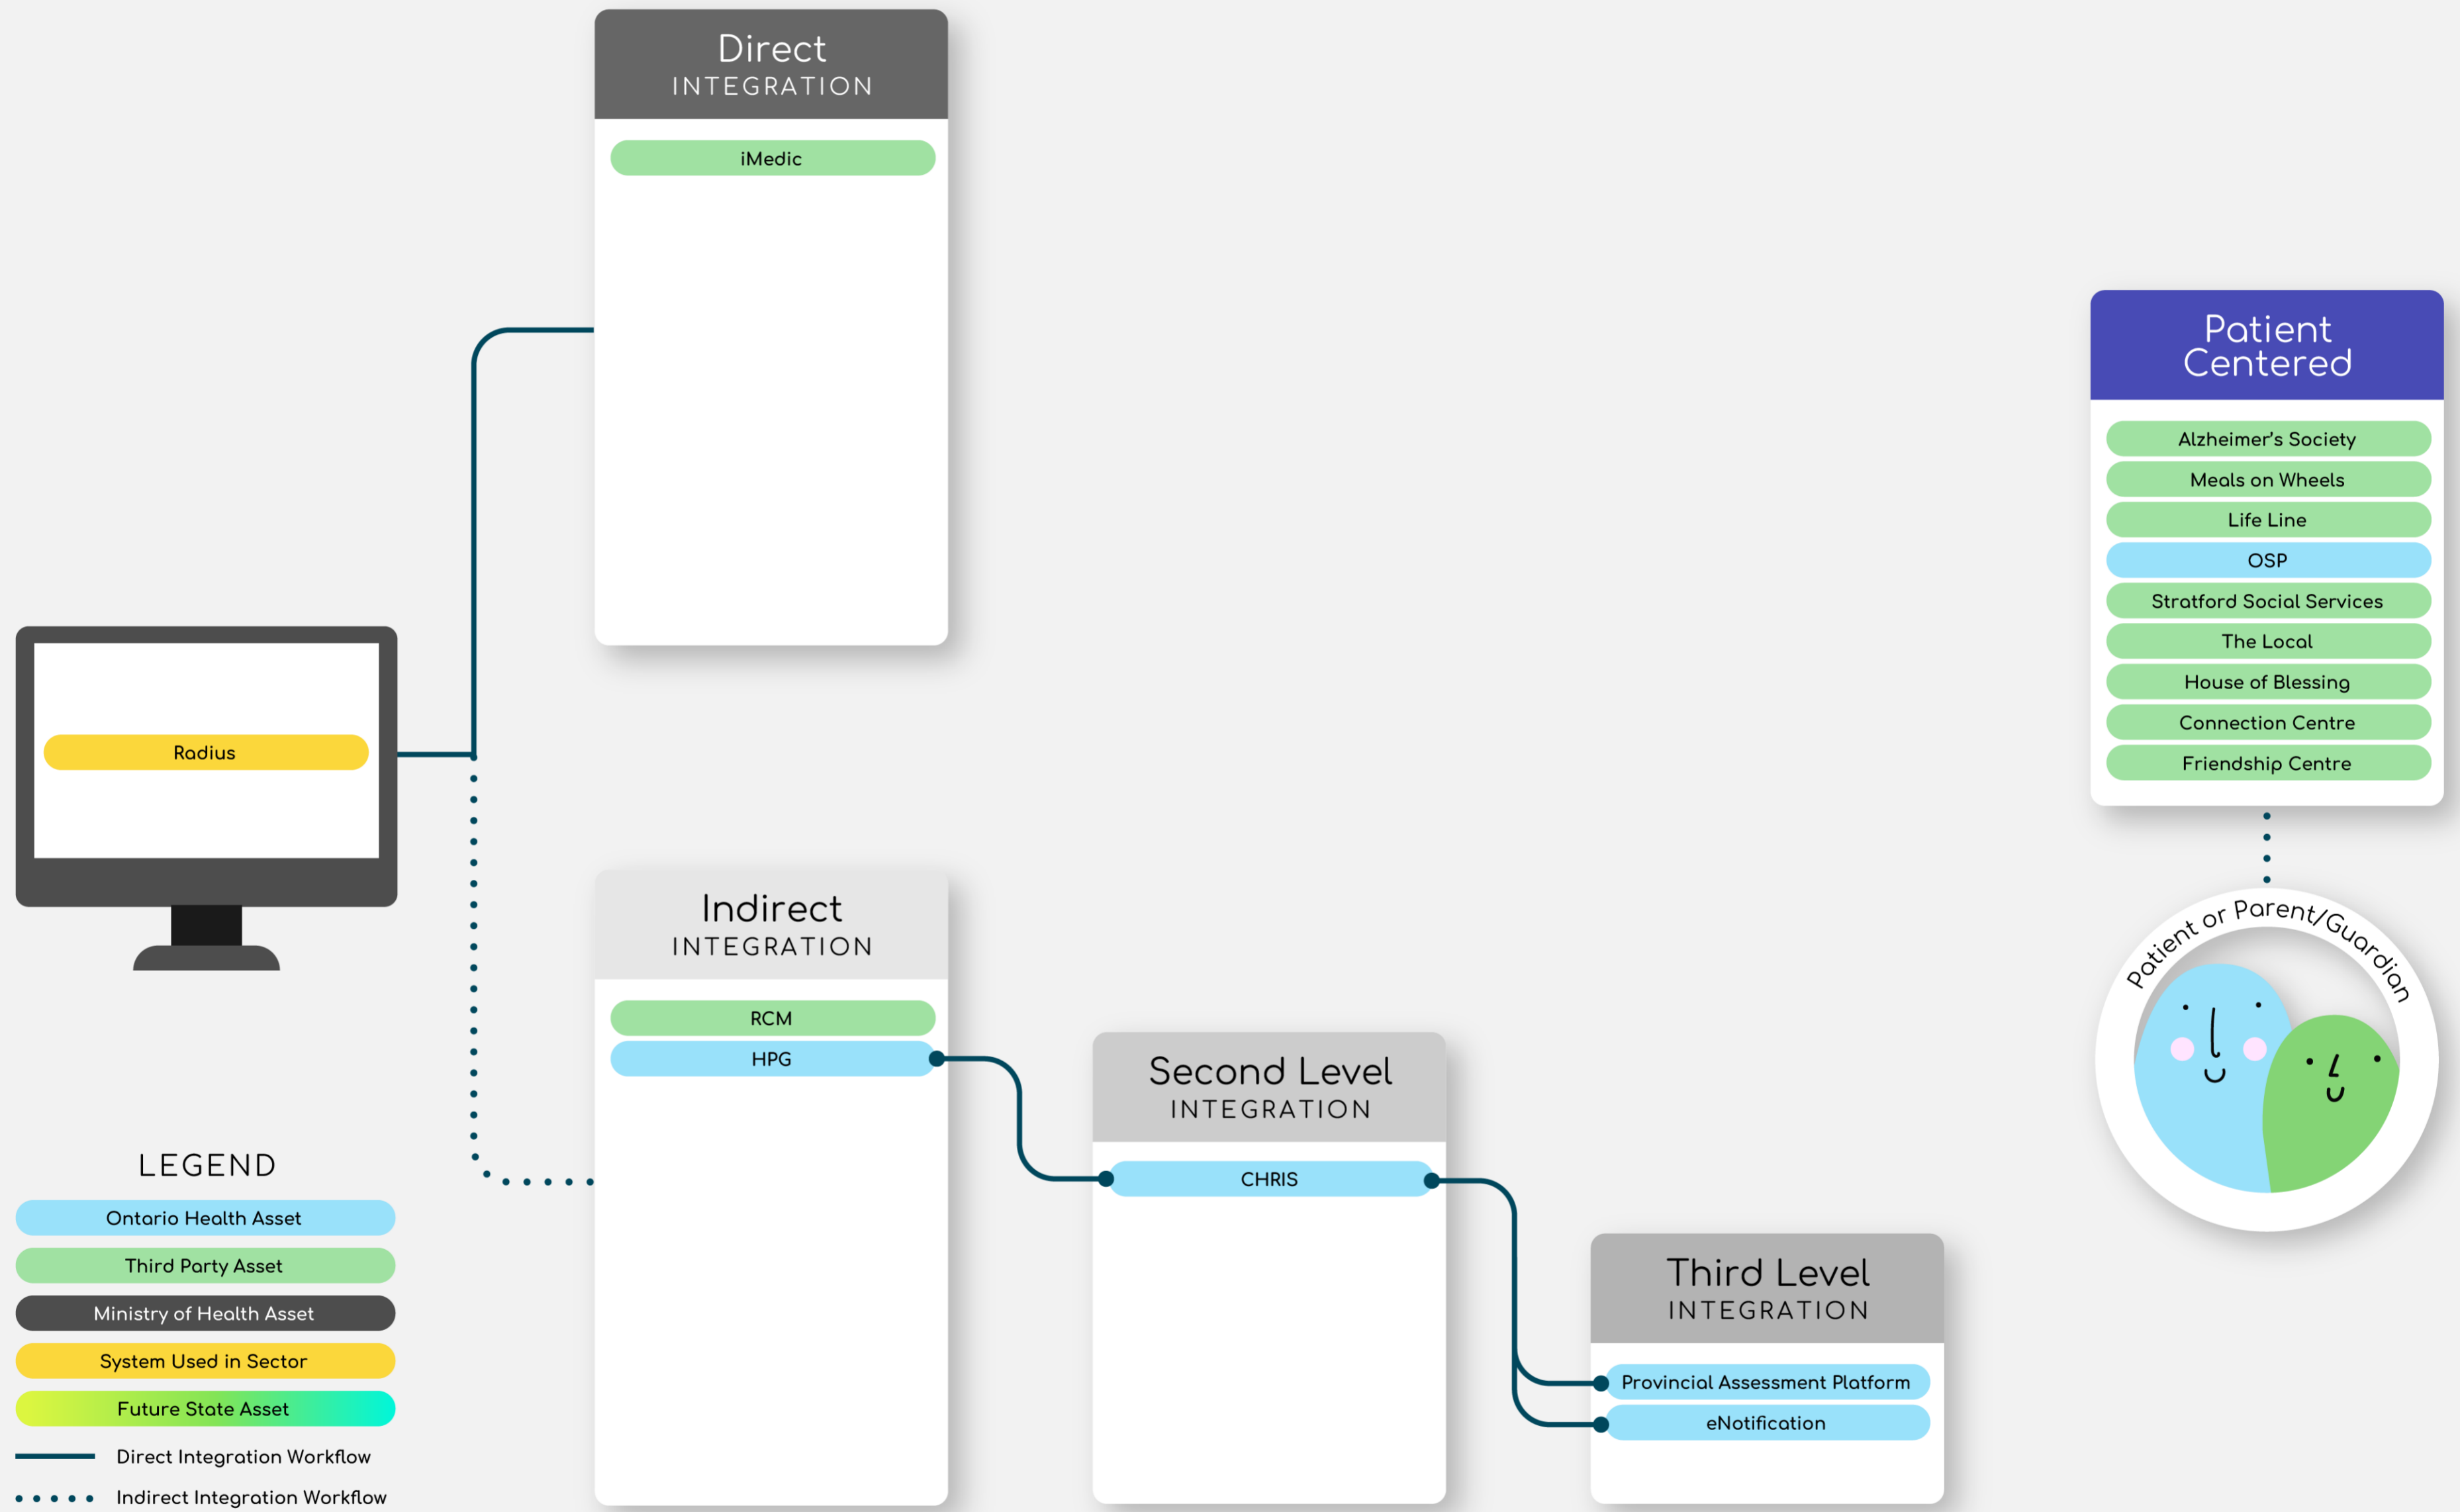 Direct
INTEGRATION
iMedic
Radius
Indirect
INTEGRATION
RCM
HPG
Second Level
INTEGRATION
CHRIS
Third Level
INTEGRATION
Provincial Assessment Platform
eNotification
Patient
Centered
Alzheimer’s Society
Meals on Wheels
Life Line
OSP
Stratford Social Services
The Local
House of Blessing
Connection Centre
Friendship Centre
Patient or Parent/Guardian
LEGEND
Ontario Health Asset
Third Party Asset
Ministry of Health Asset
System Used in Sector
Future State Asset
Direct Integration Workflow
Indirect Integration Workflow